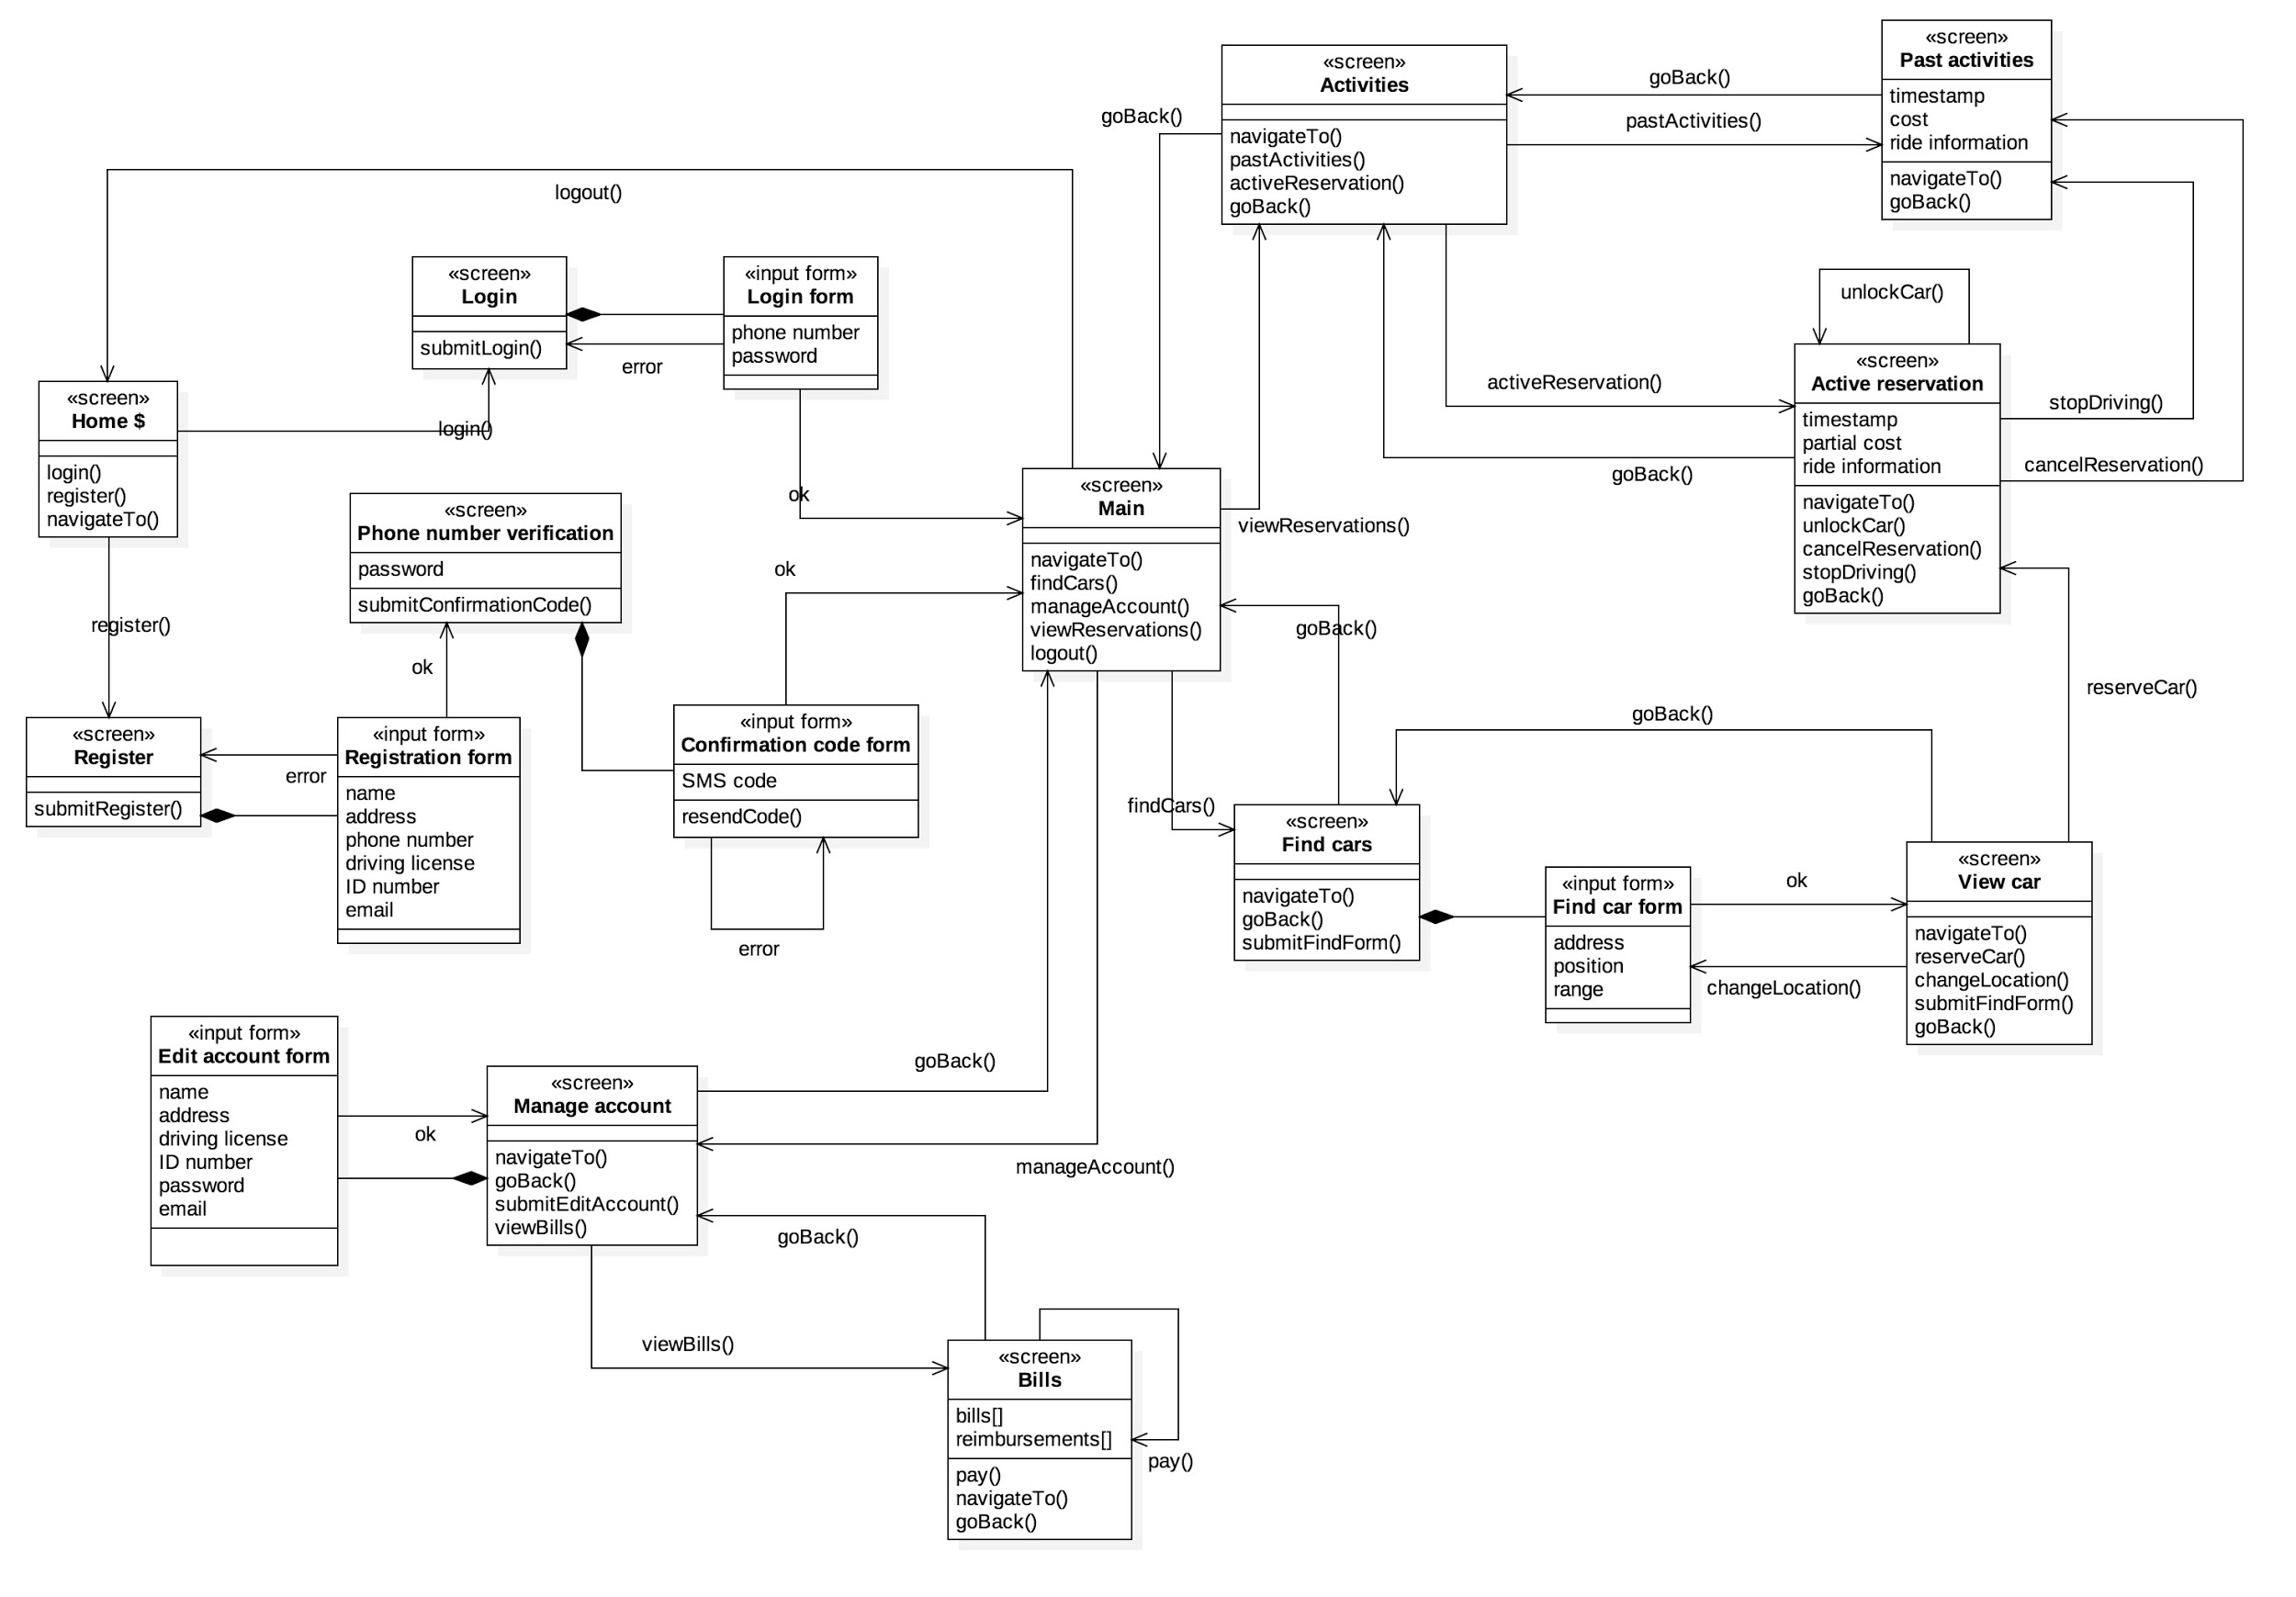 «screen»
Past activities
timestamp
cost
ride information
navigateTo()
goBack()
«screen»
Activities
navigateTo()
pastActivities()
activeReservation()
goBack()
goBack()
pastActivities()
goBack()
logout()
«screen»
Login
submitLogin()
«input form»
Login form
phone number
password
error
unlockCar()
«screen»
Active reservation
timestamp
partial cost
ride information
navigateTo()
unlockCar()
cancelReservation()
stopDriving()
goBack()
activeReservation()
stopDriving()
cancelReservation()
goBack()
«screen»
Home $
login()
register()
navigateTo()
login()
ok
«screen»
Main
navigateTo()
findCars()
manageAccount()
viewReservations()
logout()
viewReservations()
«screen»
Phone number verification
password
submitConfirmationCode()
ok
goBack()
register()
ok
reserveCar()
goBack()
«screen»
Register
submitRegister()
error
«input form»
Registration form
name
address
phone number
driving license
ID number
email
«input form»
Confirmation code form
SMS code
resendCode()
error
findCars()
«screen»
Find cars
navigateTo()
goBack()
submitFindForm()
«input form»
Find car form
address
position
range
ok
changeLocation()
«screen»
View car
navigateTo()
reserveCar()
changeLocation()
submitFindForm()
goBack()
«input form»
Edit account form
name
address
driving license
ID number
password
email
ok
«screen»
Manage account
navigateTo()
goBack()
submitEditAccount()
viewBills()
goBack()
manageAccount()
goBack()
viewBills()
«screen»
Bills
bills[]
reimbursements[]
pay()
navigateTo()
goBack()
pay()